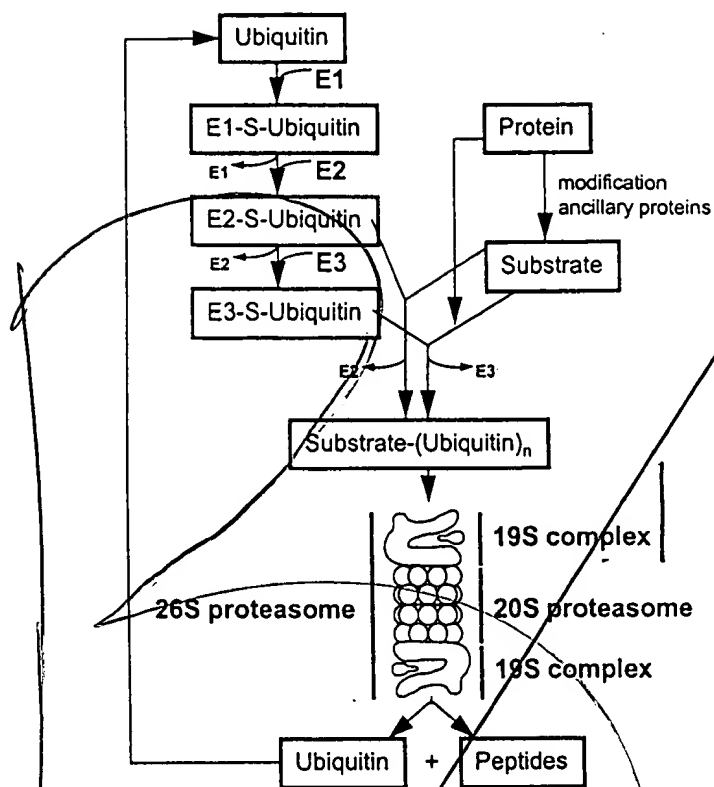 Ubiquitin
E1
E1-S-Ubiquitin
Protein
E1
E2
modification
ancillary proteins
E2-S-Ubiquitin
Substrate
E2
E3
E3-S-Ubiquitin
E2
E3
Substrate-(Ubiquitin)n
19S complex
26S proteasome
20S proteasome
19S complex
Ubiquitin
+
Peptides